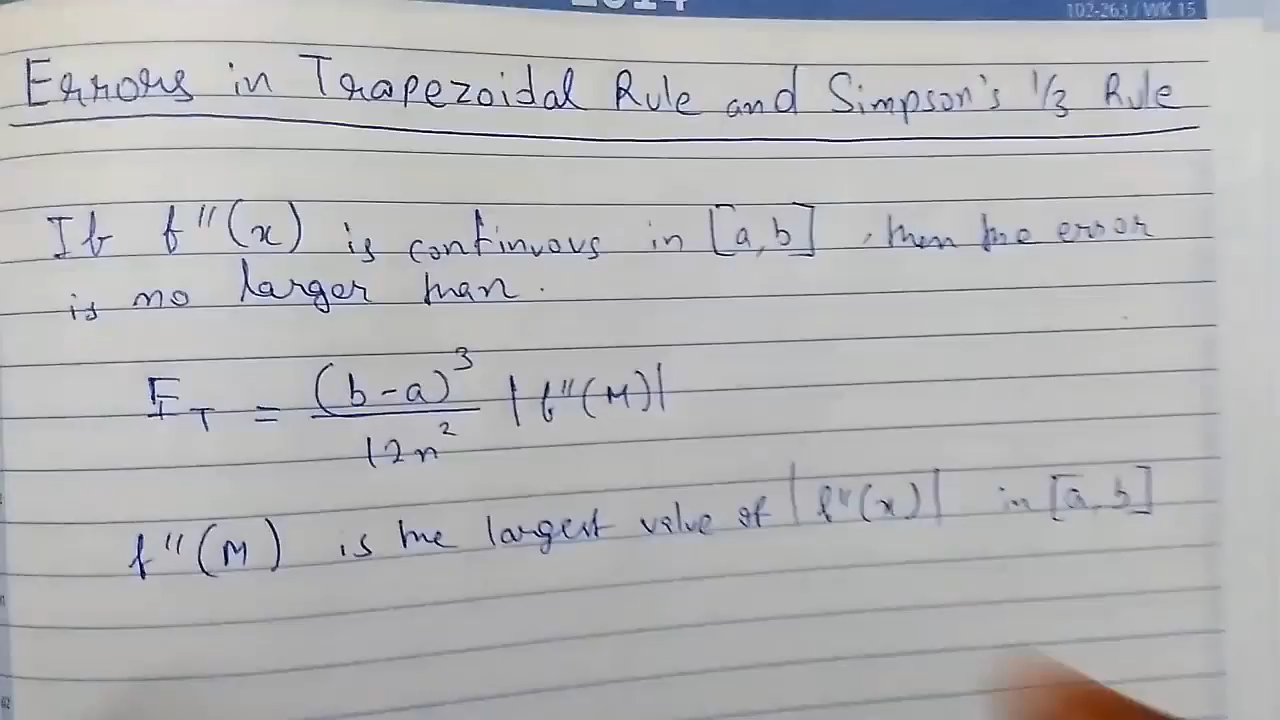 102-263 / WK 15
Errors in Trapezoidal Rule and Simpson's 1/3 Rule
If f''(x) is continuous in [a,b], then the error
is no larger than.
E_T = (b-a)^3 / 12n^2 |f''(M)|
f''(M) is the largest value of |f''(x)| in [a,b]